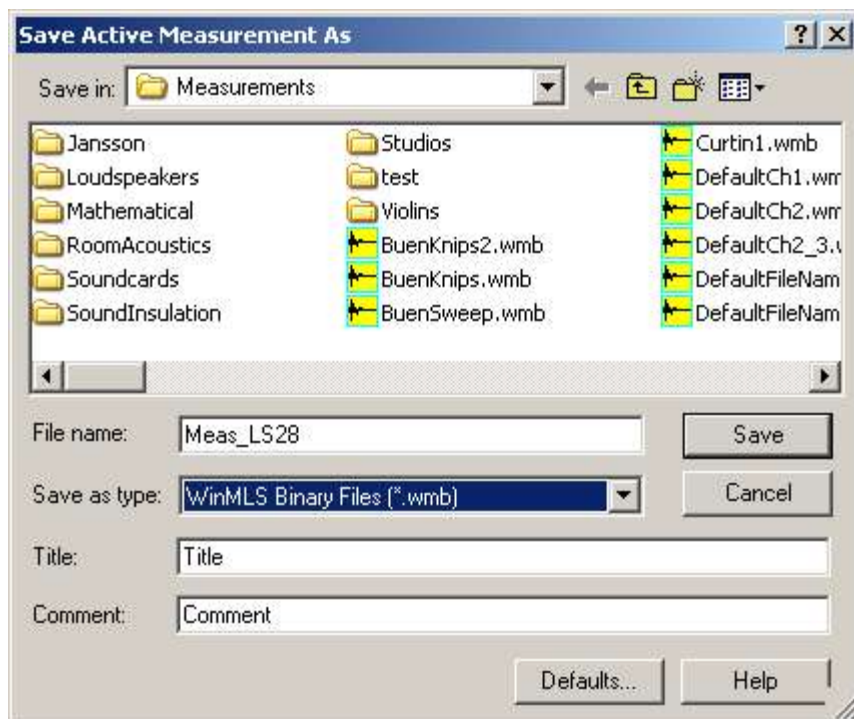 Save Active Measurement As
Save in: Measurements
Jansson
Loudspeakers
Mathematical
RoomAcoustics
Soundcards
SoundInsulation
Studios
test
Violins
BuenKnips2.wmb
BuenKnips.wmb
BuenSweep.wmb
Curtin1.wmb
DefaultCh1.wm
DefaultCh2.wm
DefaultCh2_3.
DefaultFileNam
DefaultFileNam
File name: Meas_LS28
Save
Save as type: WinMLS Binary Files (*.wmb)
Cancel
Title: Title
Comment: Comment
Defaults...
Help